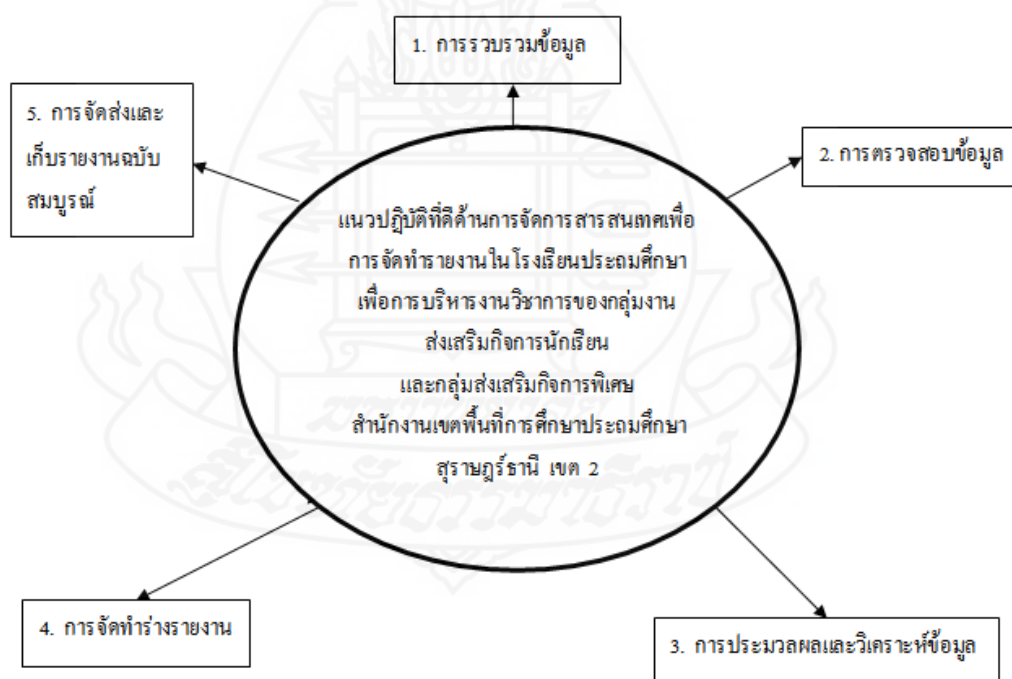 1. การรวบรวมข้อมูล
2. การตรวจสอบข้อมูล
3. การประมวลผลและวิเคราะห์ข้อมูล
4. การจัดทำร่างรายงาน
5. การจัดส่งและ
เก็บรายงานฉบับ
สมบูรณ์
แนวปฏิบัติที่ดีด้านการจัดการสารสนเทศเพื่อ
การจัดทำรายงานในโรงเรียนประถมศึกษา
เพื่อการบริหารงานวิชาการของกลุ่มงาน
ส่งเสริมกิจการนักเรียน
และกลุ่มส่งเสริมกิจการพิเศษ
สำนักงานเขตพื้นที่การศึกษาประถมศึกษา
สุราษฎร์ธานี เขต 2